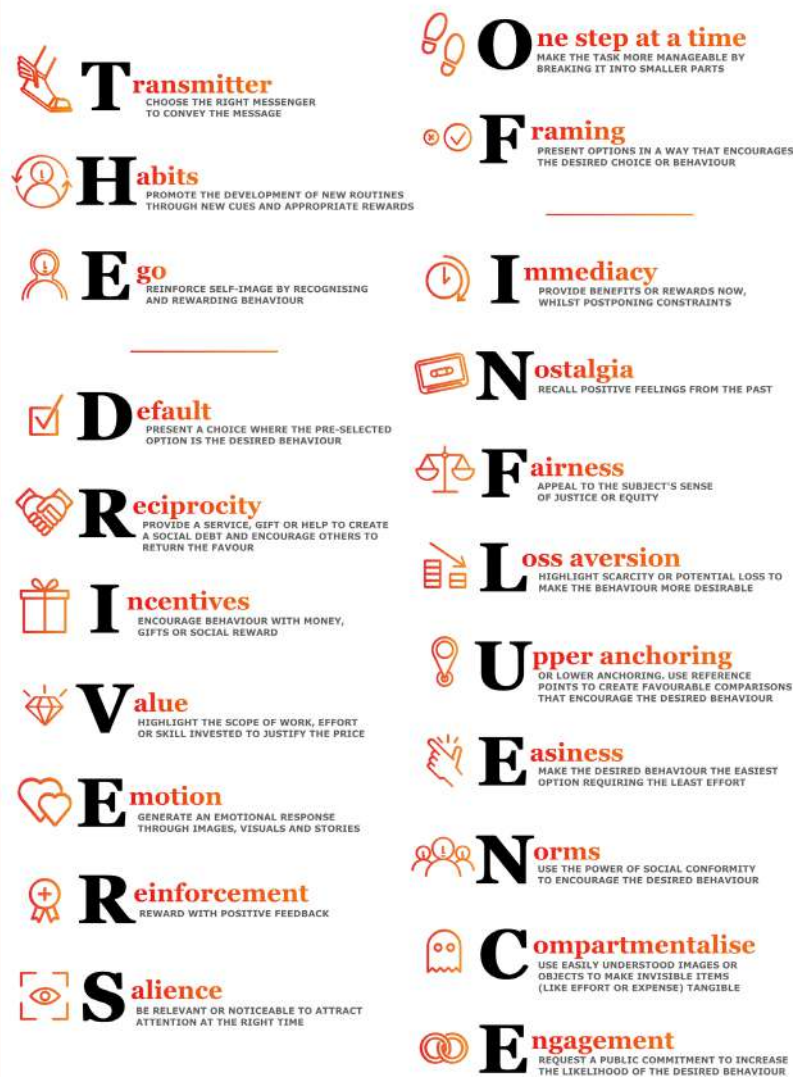 Transmitter
CHOOSE THE RIGHT MESSENGER
TO CONVEY THE MESSAGE
Habits
PROMOTE THE DEVELOPMENT OF NEW ROUTINES
THROUGH NEW CUES AND APPROPRIATE REWARDS
Ego
REINFORCE SELF-IMAGE BY RECOGNISING
AND REWARDING BEHAVIOUR
Default
PRESENT A CHOICE WHERE THE PRE-SELECTED
OPTION IS THE DESIRED BEHAVIOUR
Reciprocity
PROVIDE A SERVICE, GIFT OR HELP TO CREATE
A SOCIAL DEBT AND ENCOURAGE OTHERS TO
RETURN THE FAVOUR
Incentives
ENCOURAGE BEHAVIOUR WITH MONEY,
GIFTS OR SOCIAL REWARD
Value
HIGHLIGHT THE SCOPE OF WORK, EFFORT
OR SKILL INVESTED TO JUSTIFY THE PRICE
Emotion
GENERATE AN EMOTIONAL RESPONSE
THROUGH IMAGES, VISUALS AND STORIES
Reinforcement
REWARD WITH POSITIVE FEEDBACK
Salience
BE RELEVANT OR NOTICEABLE TO ATTRACT
ATTENTION AT THE RIGHT TIME
One step at a time
MAKE THE TASK MORE MANAGEABLE BY
BREAKING IT INTO SMALLER PARTS
Framing
PRESENT OPTIONS IN A WAY THAT ENCOURAGES
THE DESIRED CHOICE OR BEHAVIOUR
Immediacy
PROVIDE BENEFITS OR REWARDS NOW,
WHILST POSTPONING CONSTRAINTS
Nostalgia
RECALL POSITIVE FEELINGS FROM THE PAST
Fairness
APPEAL TO THE SUBJECT'S SENSE
OF JUSTICE OR EQUITY
Loss aversion
HIGHLIGHT SCARCITY OR POTENTIAL LOSS TO
MAKE THE BEHAVIOUR MORE DESIRABLE
Upper anchoring
OR LOWER ANCHORING. USE REFERENCE
POINTS TO CREATE FAVOURABLE COMPARISONS
THAT ENCOURAGE THE DESIRED BEHAVIOUR
Easiness
MAKE THE DESIRED BEHAVIOUR THE EASIEST
OPTION REQUIRING THE LEAST EFFORT
Norms
USE THE POWER OF SOCIAL CONFORMITY
TO ENCOURAGE THE DESIRED BEHAVIOUR
Compartmentalise
USE EASILY UNDERSTOOD IMAGES OR
OBJECTS TO MAKE INVISIBLE ITEMS
(LIKE EFFORT OR EXPENSE) TANGIBLE
Engagement
REQUEST A PUBLIC COMMITMENT TO INCREASE
THE LIKELIHOOD OF THE DESIRED BEHAVIOUR